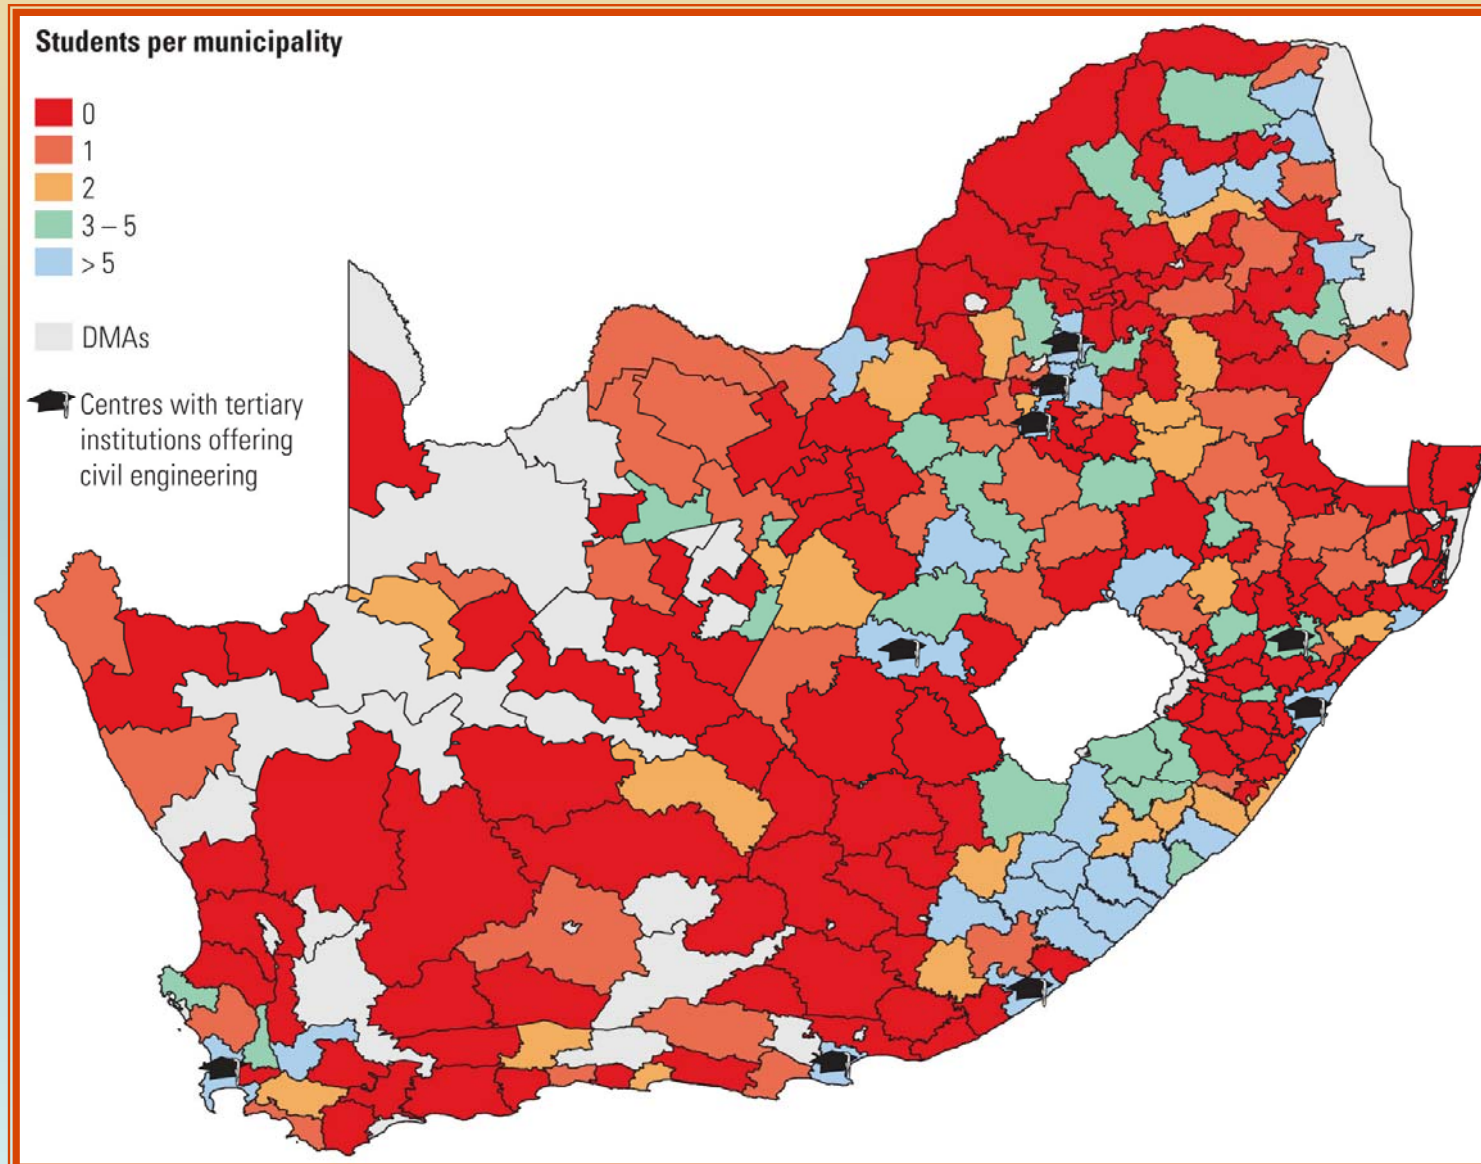 Students per municipality
0
1
2
3 – 5
> 5
DMAs
Centres with tertiary
institutions offering
civil engineering